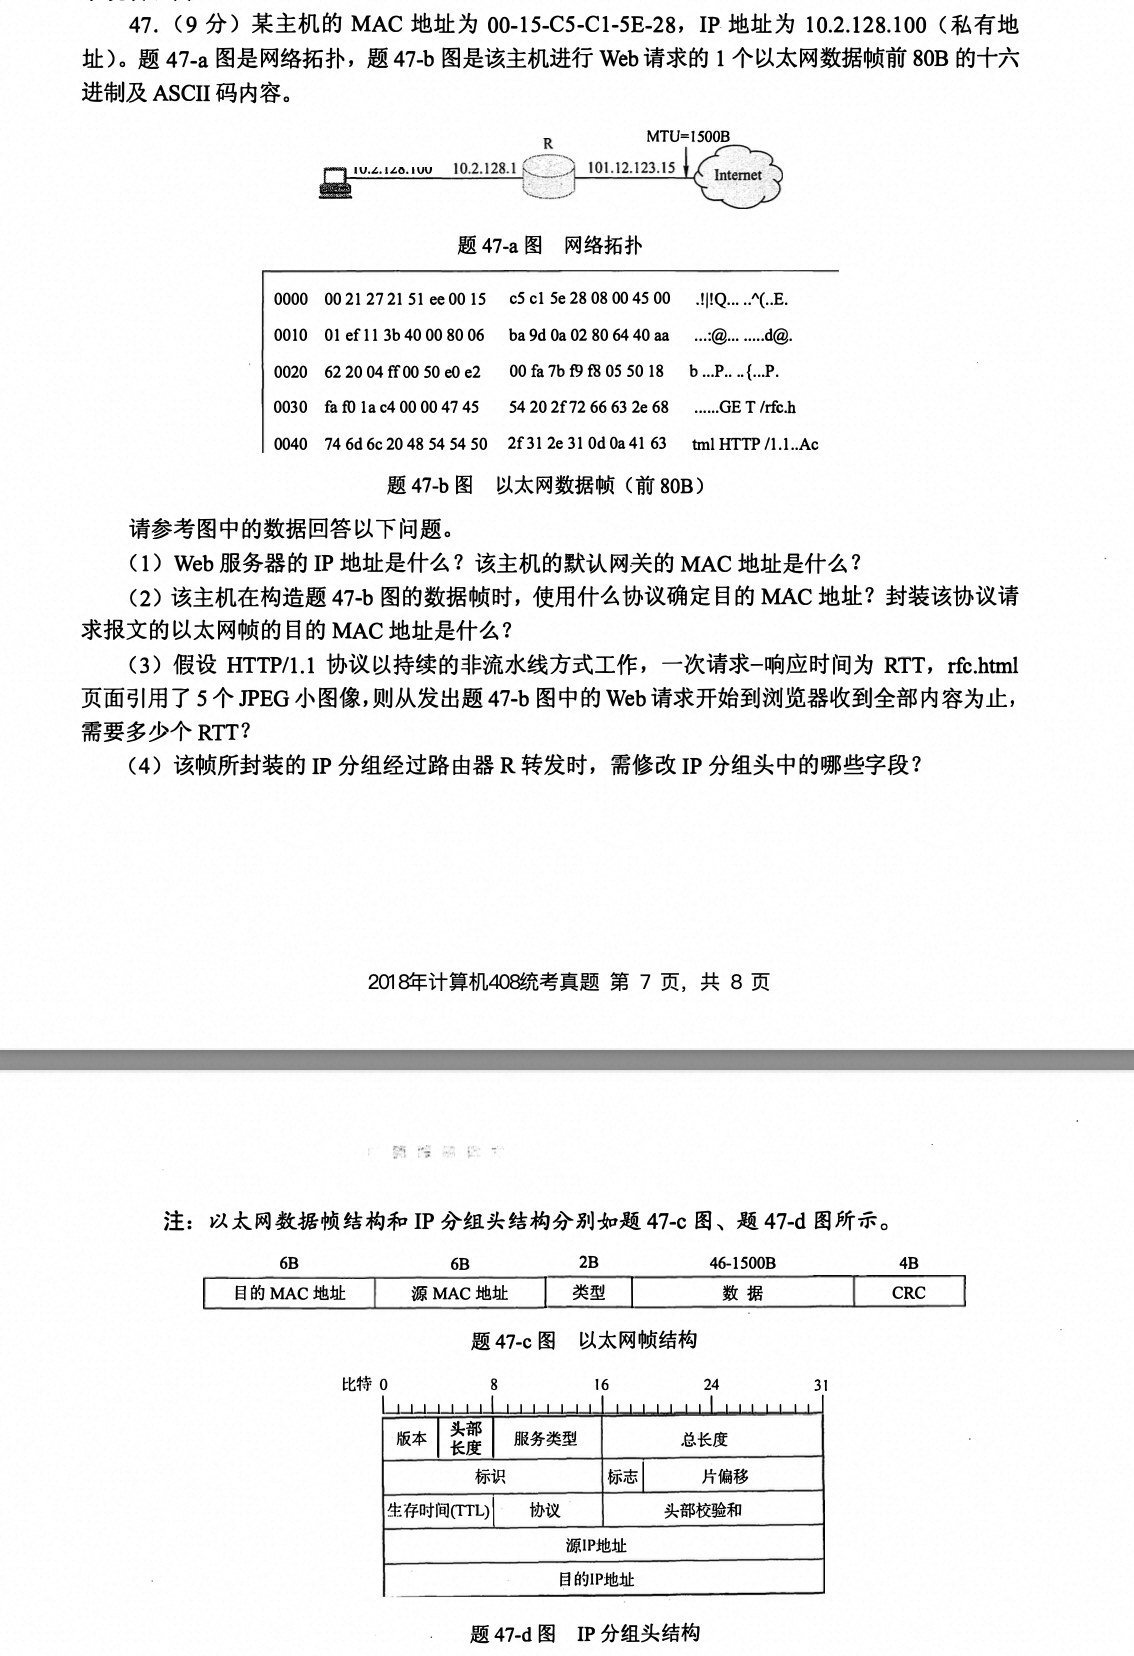 47.（9 分）某主机的 MAC 地址为 00-15-C5-C1-5E-28，IP 地址为 10.2.128.100（私有地
址）。题 47-a 图是网络拓扑，题 47-b 图是该主机进行 Web 请求的 1 个以太网数据帧前 80B 的十六
进制及 ASCII 码内容。
MTU=1500B
R
10.2.128.100 10.2.128.1 101.12.123.15 Internet
题 47-a 图 网络拓扑
0000 00 21 27 21 51 ee 00 15 c5 c1 5e 28 08 00 45 00 .!|!Q... ..^(..E.
0010 01 ef 11 3b 40 00 80 06 ba 9d 0a 02 80 64 40 aa ...:@... .....d@.
0020 62 20 04 ff 00 50 e0 e2 00 fa 7b f9 f8 05 50 18 b ...P.. ..{...P.
0030 fa f0 1a c4 00 00 47 45 54 20 2f 72 66 63 2e 68 ......GE T /rfc.h
0040 74 6d 6c 20 48 54 54 50 2f 31 2e 31 0d 0a 41 63 tml HTTP /1.1..Ac
题 47-b 图 以太网数据帧（前 80B）
请参考图中的数据回答以下问题。
（1）Web 服务器的 IP 地址是什么？该主机的默认网关的 MAC 地址是什么？
（2）该主机在构造题 47-b 图的数据帧时，使用什么协议确定目的 MAC 地址？封装该协议请
求报文的以太网帧的目的 MAC 地址是什么？
（3）假设 HTTP/1.1 协议以持续的非流水线方式工作，一次请求–响应时间为 RTT，rfc.html
页面引用了 5 个 JPEG 小图像，则从发出题 47-b 图中的 Web 请求开始到浏览器收到全部内容为止，
需要多少个 RTT？
（4）该帧所封装的 IP 分组经过路由器 R 转发时，需修改 IP 分组头中的哪些字段？
2018年计算机408统考真题 第 7 页，共 8 页
注：以太网数据帧结构和 IP 分组头结构分别如题 47-c 图、题 47-d 图所示。
6B 6B 2B 46-1500B 4B
目的 MAC 地址 源 MAC 地址 类型 数 据 CRC
题 47-c 图 以太网帧结构
比特 0 8 16 24 31
版本 头部长度 服务类型 总长度
标识 标志 片偏移
生存时间(TTL) 协议 头部校验和
源IP地址
目的IP地址
题 47-d 图 IP 分组头结构